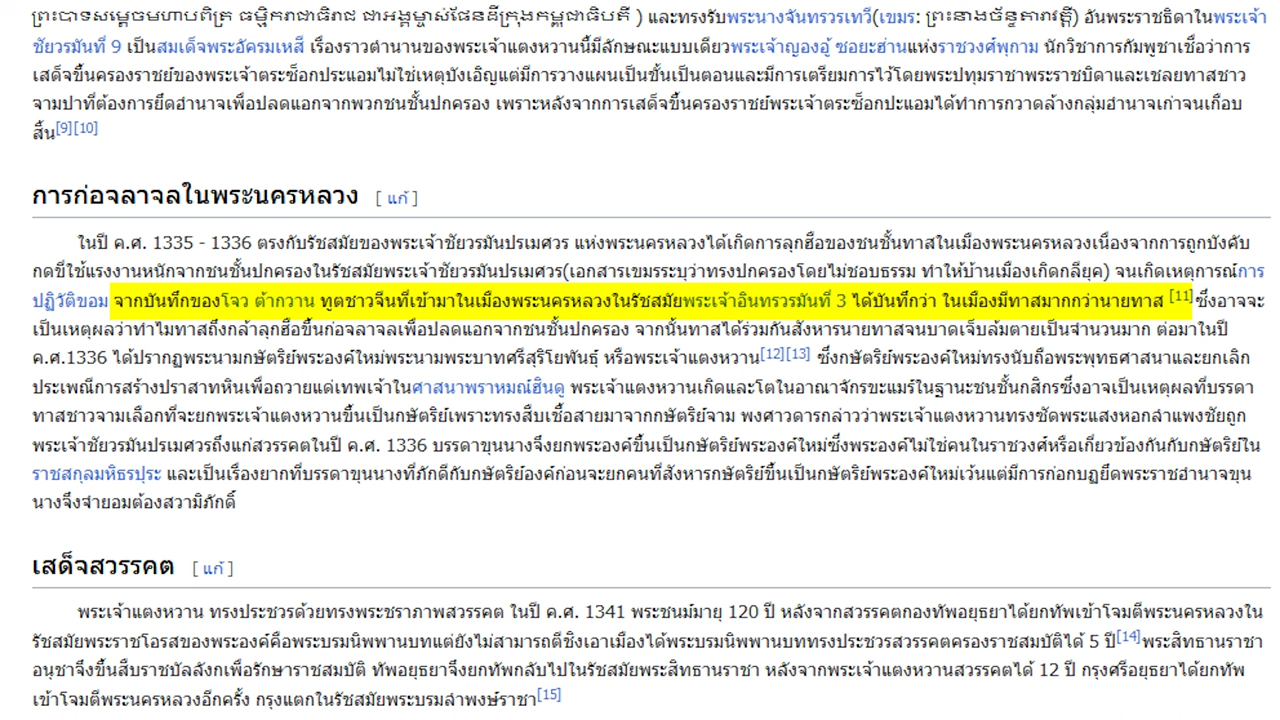 ព្រះបាទសម្ដេចមហាបពិត្រ ធម្មិករាជាធិរាជ ជាអង្គម្ចាស់ផែនដីក្រុងកម្ពុជាធិបតី ) และทรงรับพระนางจันทรวรเทวี(เขมร: ព្រះនាងច័ន្ទតារាវត្តី) อันพระราชธิดาในพระเจ้า
ชัยวรมันที่ 9 เป็นสมเด็จพระอัครมเหสี เรื่องราวตำนานของพระเจ้าแตงหวานนี้มีลักษณะแบบเดียวพระเจ้าญองอู้ ซอยะฮ่านแห่งราชวงศ์พุกาม นักวิชาการกัมพูชาเชื่อว่าการ
เสด็จขึ้นครองราชย์ของพระเจ้าตระซ็อกประแอมไม่ใช่เหตุบังเอิญแต่มีการวางแผนเป็นขั้นเป็นตอนและมีการเตรียมการไว้โดยพระปทุมราชาพระราชบิดาและเชลยทาสชาว
จามปาที่ต้องการยึดอำนาจเพื่อปลดแอกจากพวกชนชั้นปกครอง เพราะหลังจากการเสด็จขึ้นครองราชย์พระเจ้าตระซ็อกปะแอมได้ทำการกวาดล้างกลุ่มอำนาจเก่าจนเกือบ
สิ้น[9][10]
การก่อจลาจลในพระนครหลวง [ แก้ ]
ในปี ค.ศ. 1335 - 1336 ตรงกับรัชสมัยของพระเจ้าชัยวรมันปรเมศวร แห่งพระนครหลวงได้เกิดการลุกฮือของชนชั้นทาสในเมืองพระนครหลวงเนื่องจากการถูกบังคับ
กดขี่ใช้แรงงานหนักจากชนชั้นปกครองในรัชสมัยพระเจ้าชัยวรมันปรเมศวร(เอกสารเขมรระบุว่าทรงปกครองโดยไม่ชอบธรรม ทำให้บ้านเมืองเกิดกลียุค) จนเกิดเหตุการณ์การ
ปฏิวัติขอม จากบันทึกของโจว ต้ากวาน ทูตชาวจีนที่เข้ามาในเมืองพระนครหลวงในรัชสมัยพระเจ้าอินทรวรมันที่ 3 ได้บันทึกว่า ในเมืองมีทาสมากกว่านายทาส [11] ซึ่งอาจจะ
เป็นเหตุผลว่าทำไมทาสถึงกล้าลุกฮือขึ้นก่อจลาจลเพื่อปลดแอกจากชนชั้นปกครอง จากนั้นทาสได้ร่วมกันสังหารนายทาสจนบาดเจ็บล้มตายเป็นจำนวนมาก ต่อมาในปี
ค.ศ.1336 ได้ปรากฏพระนามกษัตริย์พระองค์ใหม่พระนามพระบาทศรีสุริโยพันธุ์ หรือพระเจ้าแตงหวาน[12][13] ซึ่งกษัตริย์พระองค์ใหม่ทรงนับถือพระพุทธศาสนาและยกเลิก
ประเพณีการสร้างปราสาทหินเพื่อถวายแด่เทพเจ้าในศาสนาพราหมณ์ฮินดู พระเจ้าแตงหวานเกิดและโตในอาณาจักรขะแมร์ในฐานะชนชั้นกสิกรซึ่งอาจเป็นเหตุผลที่บรรดา
ทาสชาวจามเลือกที่จะยกพระเจ้าแตงหวานขึ้นเป็นกษัตริย์เพราะทรงสืบเชื้อสายมาจากกษัตริย์จาม พงศาวดารกล่าวว่าพระเจ้าแตงหวานทรงซัดพระแสงหอกลำแพงชัยถูก
พระเจ้าชัยวรมันปรเมศวรถึงแก่สวรรคตในปี ค.ศ. 1336 บรรดาขุนนางจึงยกพระองค์ขึ้นเป็นกษัตริย์พระองค์ใหม่ซึ่งพระองค์ไม่ใช่คนในราชวงศ์หรือเกี่ยวข้องกันกับกษัตริย์ใน
ราชสกุลมหิธรปุระ และเป็นเรื่องยากที่บรรดาขุนนางที่ภักดีกับกษัตริย์องค์ก่อนจะยกคนที่สังหารกษัตริย์ขึ้นเป็นกษัตริย์พระองค์ใหม่เว้นแต่มีการก่อกบฏยึดพระราชอำนาจขุน
นางจึงจำยอมต้องสวามิภักดิ์
เสด็จสวรรคต [ แก้ ]
พระเจ้าแตงหวาน ทรงประชวรด้วยทรงพระชราภาพสวรรคต ในปี ค.ศ. 1341 พระชนม์มายุ 120 ปี หลังจากสวรรคตกองทัพอยุธยาได้ยกทัพเข้าโจมตีพระนครหลวงใน
รัชสมัยพระราชโอรสของพระองค์คือพระบรมนิพพานบทแต่ยังไม่สามารถตีชิงเอาเมืองได้พระบรมนิพพานบททรงประชวรสวรรคตครองราชสมบัติได้ 5 ปี[14]พระสิทธานราชา
อนุชาจึงขึ้นสืบราชบัลลังก์เพื่อรักษาราชสมบัติ ทัพอยุธยาจึงยกทัพกลับไปในรัชสมัยพระสิทธานราชา หลังจากพระเจ้าแตงหวานสวรรคตได้ 12 ปี กรุงศรีอยุธยาได้ยกทัพ
เข้าโจมตีพระนครหลวงอีกครั้ง กรุงแตกในรัชสมัยพระบรมลำพงษ์ราชา[15]